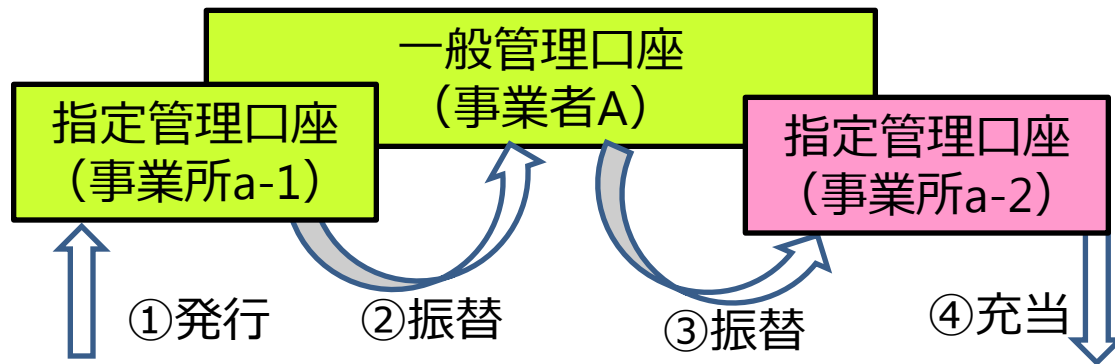 一般管理口座
（事業者A）
指定管理口座
（事業所a-1）
指定管理口座
（事業所a-2）
①発行
②振替
③振替
④充当